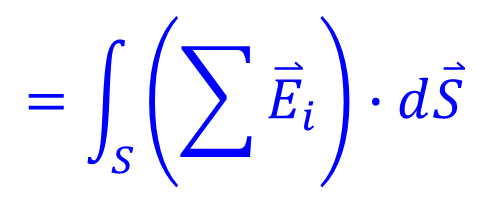 = ∫_S (∑ E⃗_i) · dS⃗